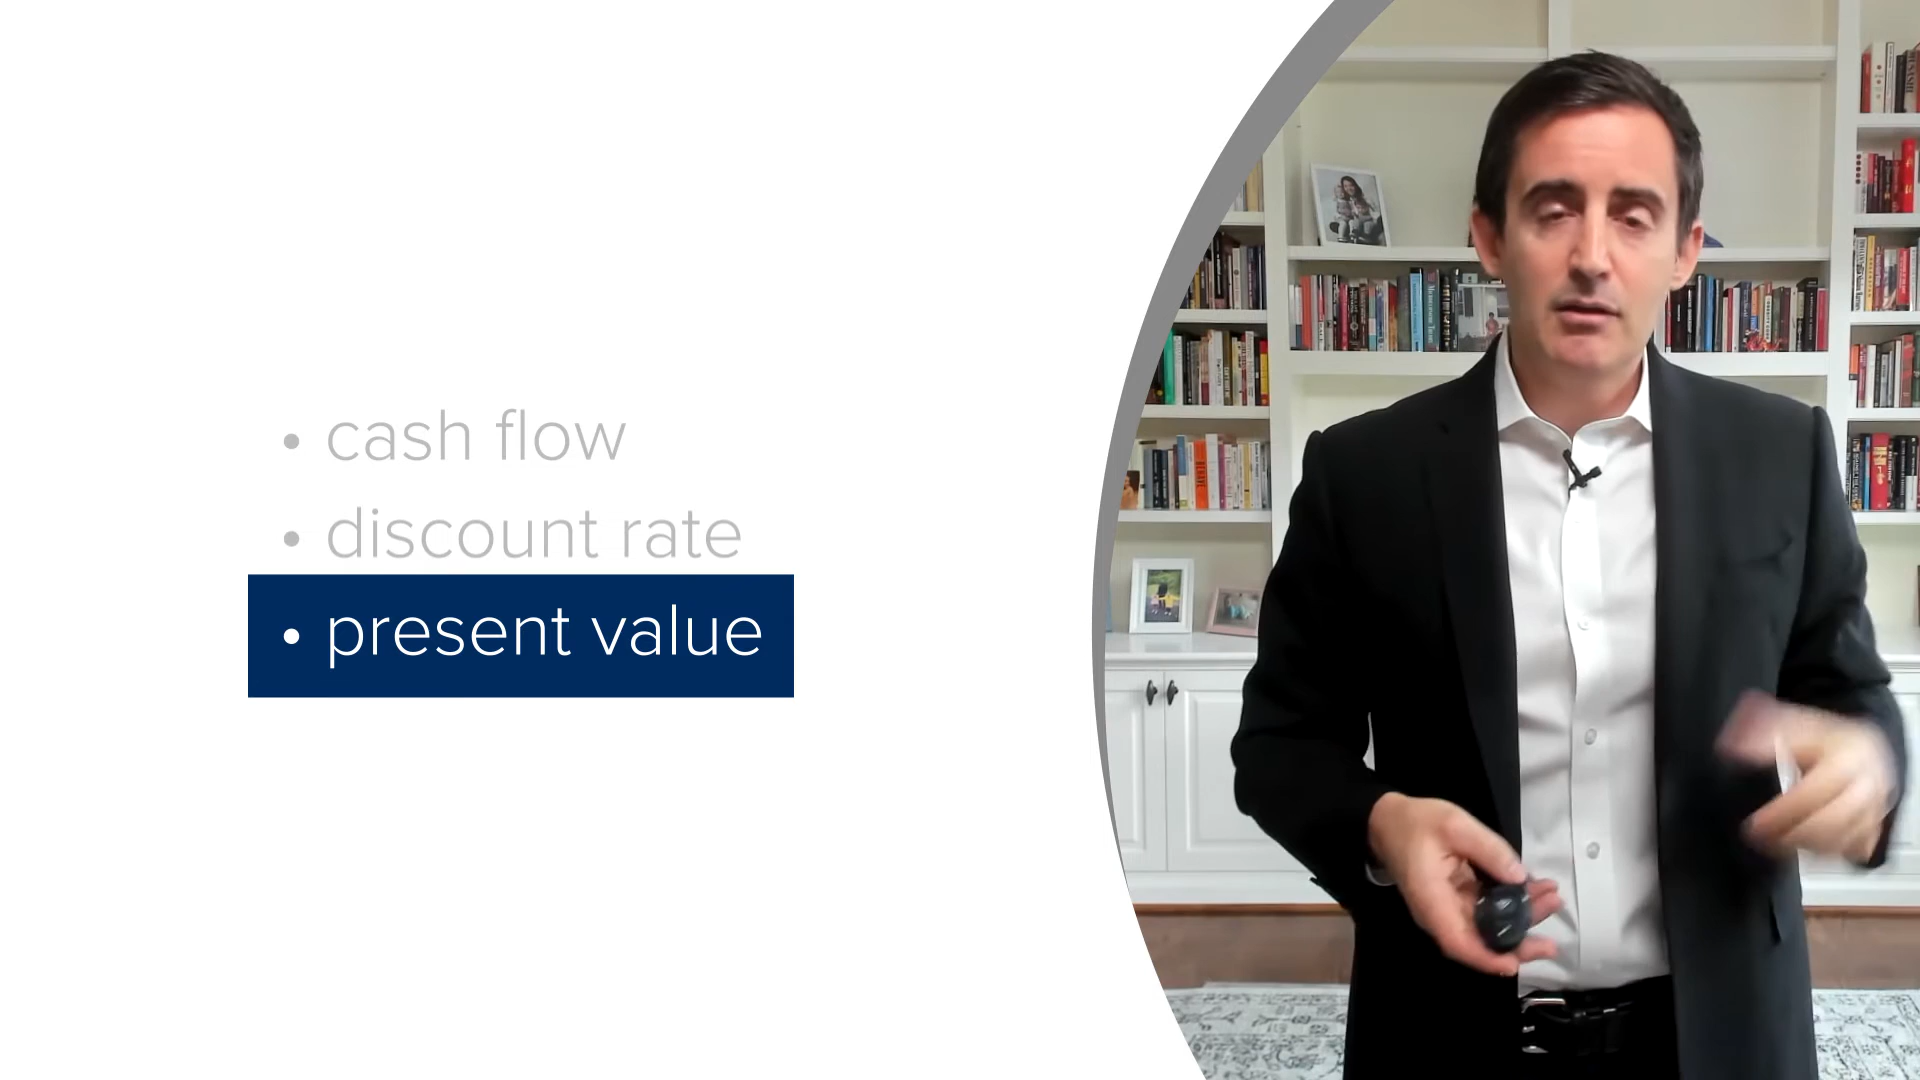 • cash flow
• discount rate
• present value